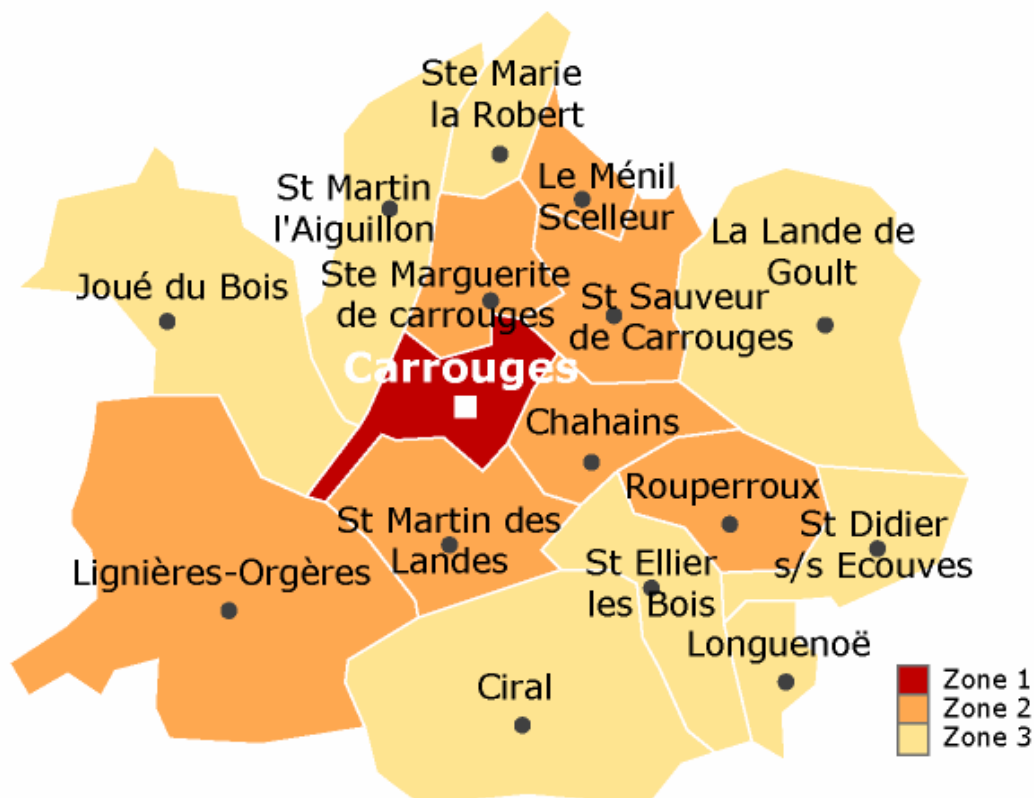 Ste Marie
la Robert
Le Ménil
Scelleur
St Martin
l'Aiguillon
La Lande de
Goult
Joué du Bois
Ste Marguerite
de carrouges
St Sauveur
de Carrouges
Carrouges
Chahains
Rouperroux
St Martin des
Landes
St Didier
s/s Ecouves
Lignières-Orgères
St Ellier
les Bois
Longuenoë
Ciral
Zone 1
Zone 2
Zone 3